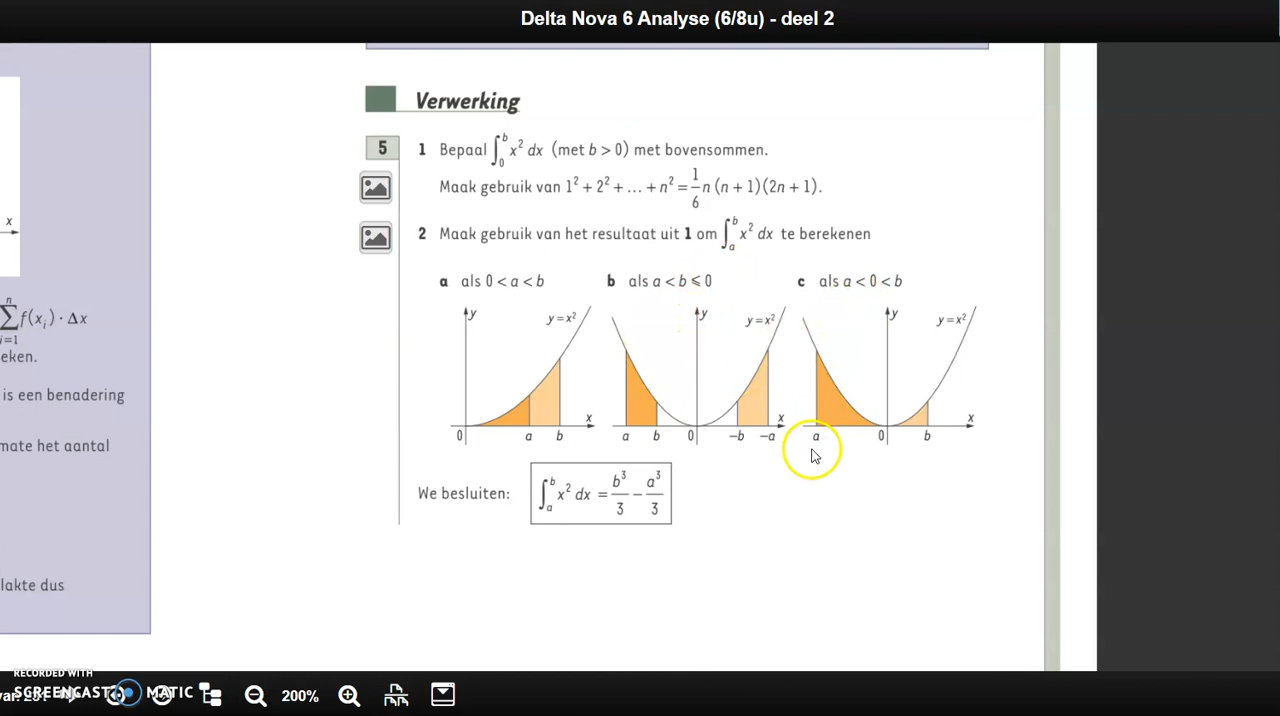 Delta Nova 6 Analyse (6/8u) - deel 2
Verwerking
5 1 Bepaal ∫₀ᵇ x² dx (met b > 0) met bovensommen.
Maak gebruik van 1² + 2² + ... + n² = 1/6 n (n + 1)(2n + 1).
2 Maak gebruik van het resultaat uit 1 om ∫ₐᵇ x² dx te berekenen
a als 0 < a < b b als a < b ⩽ 0 c als a < 0 < b
y y = x² y y = x² y y = x²
x x x
0 a b a b 0 −b −a a 0 b
We besluiten: ∫ₐᵇ x² dx = b³/3 − a³/3
x
n
∑ f(xᵢ) · Δx
i=1
eken.
is een benadering
mate het aantal
lakte dus
RECORDED WITH
SCREENCAST MATIC
200%